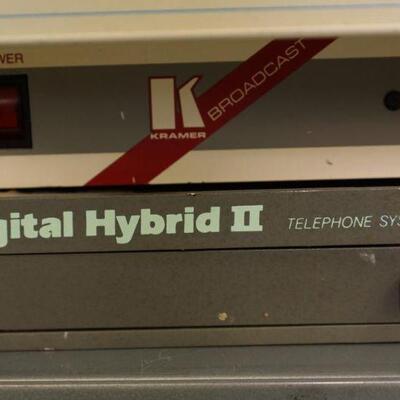 WER
K
BROADCAST
KRAMER
gital Hybrid II
TELEPHONE SYS